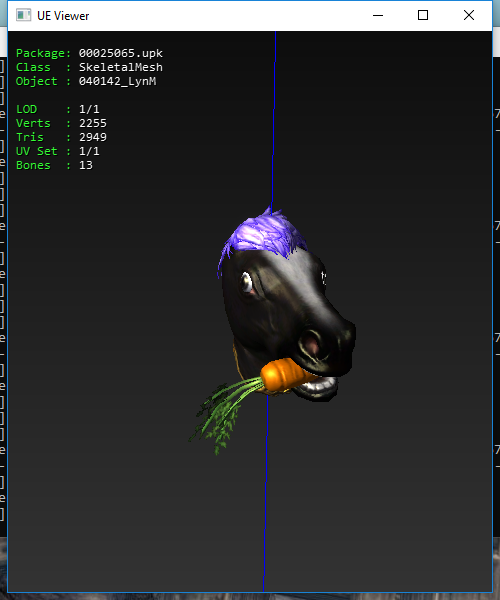 UE Viewer
Package: 00025065.upk
Class : SkeletalMesh
Object : 040142_LynM
LOD : 1/1
Verts : 2255
Tris : 2949
UV Set : 1/1
Bones : 13